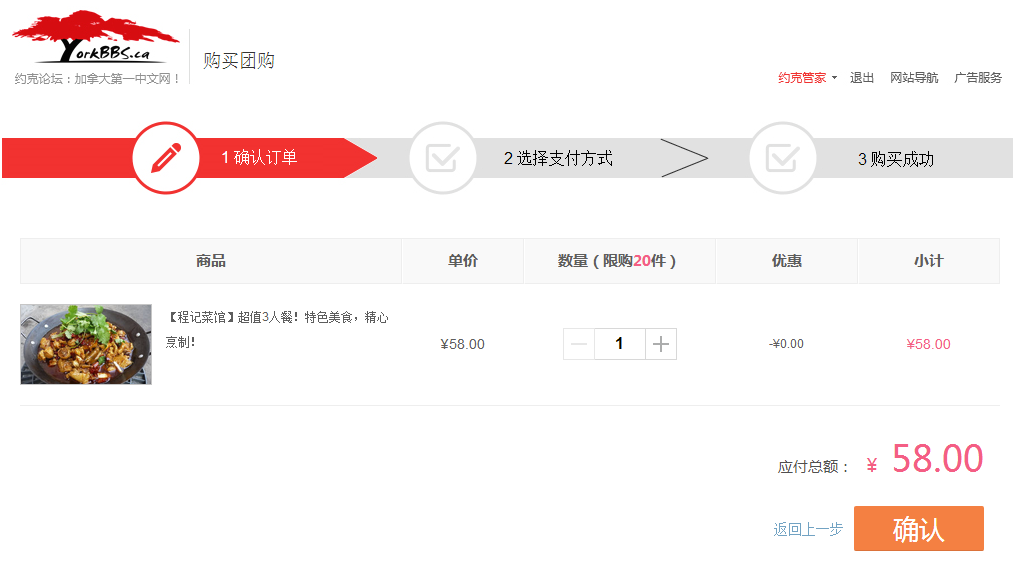 YorkBBS.ca
约克论坛：加拿大第一中文网！
购买团购
约克管家 退出 网站导航 广告服务
1 确认订单 2 选择支付方式 3 购买成功
商品 单价 数量（限购20件） 优惠 小计
【程记菜馆】超值3人餐！特色美食，精心
烹制！
¥58.00 1 -¥0.00 ¥58.00
应付总额： ¥ 58.00
返回上一步 确认